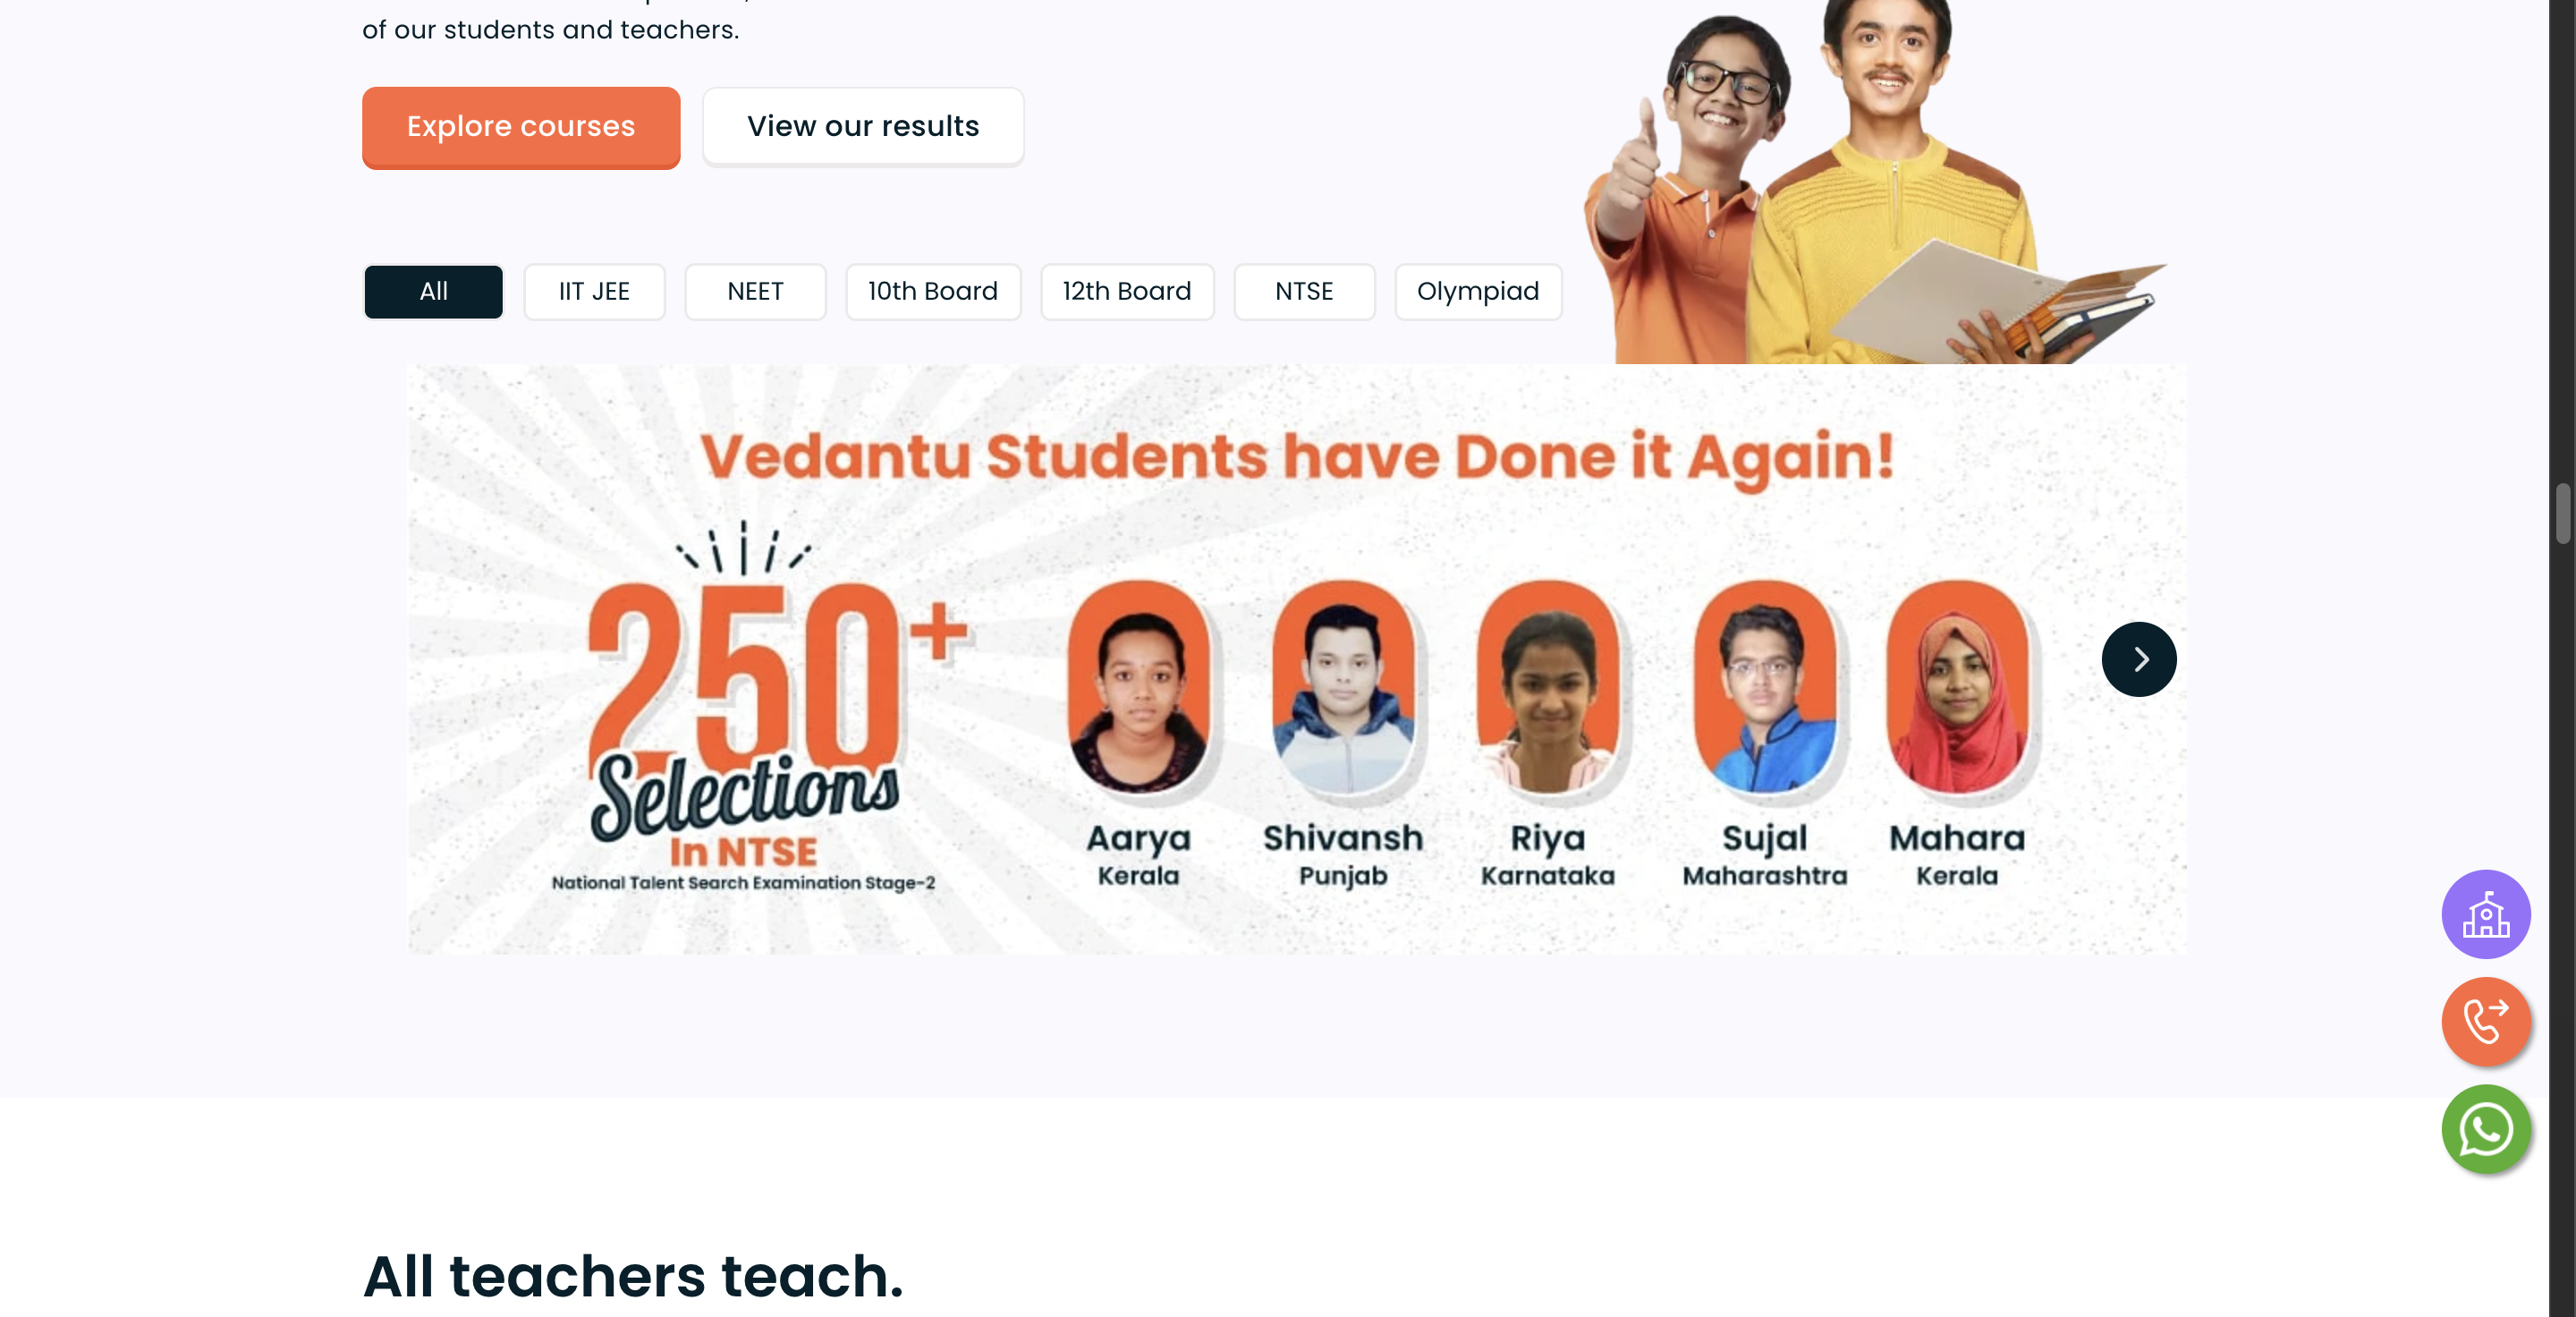 of our students and teachers.
Explore courses
View our results
All
IIT JEE
NEET
10th Board
12th Board
NTSE
Olympiad
Vedantu Students have Done it Again!
250+
Selections
In NTSE
National Talent Search Examination Stage-2
Aarya
Kerala
Shivansh
Punjab
Riya
Karnataka
Sujal
Maharashtra
Mahara
Kerala
All teachers teach.